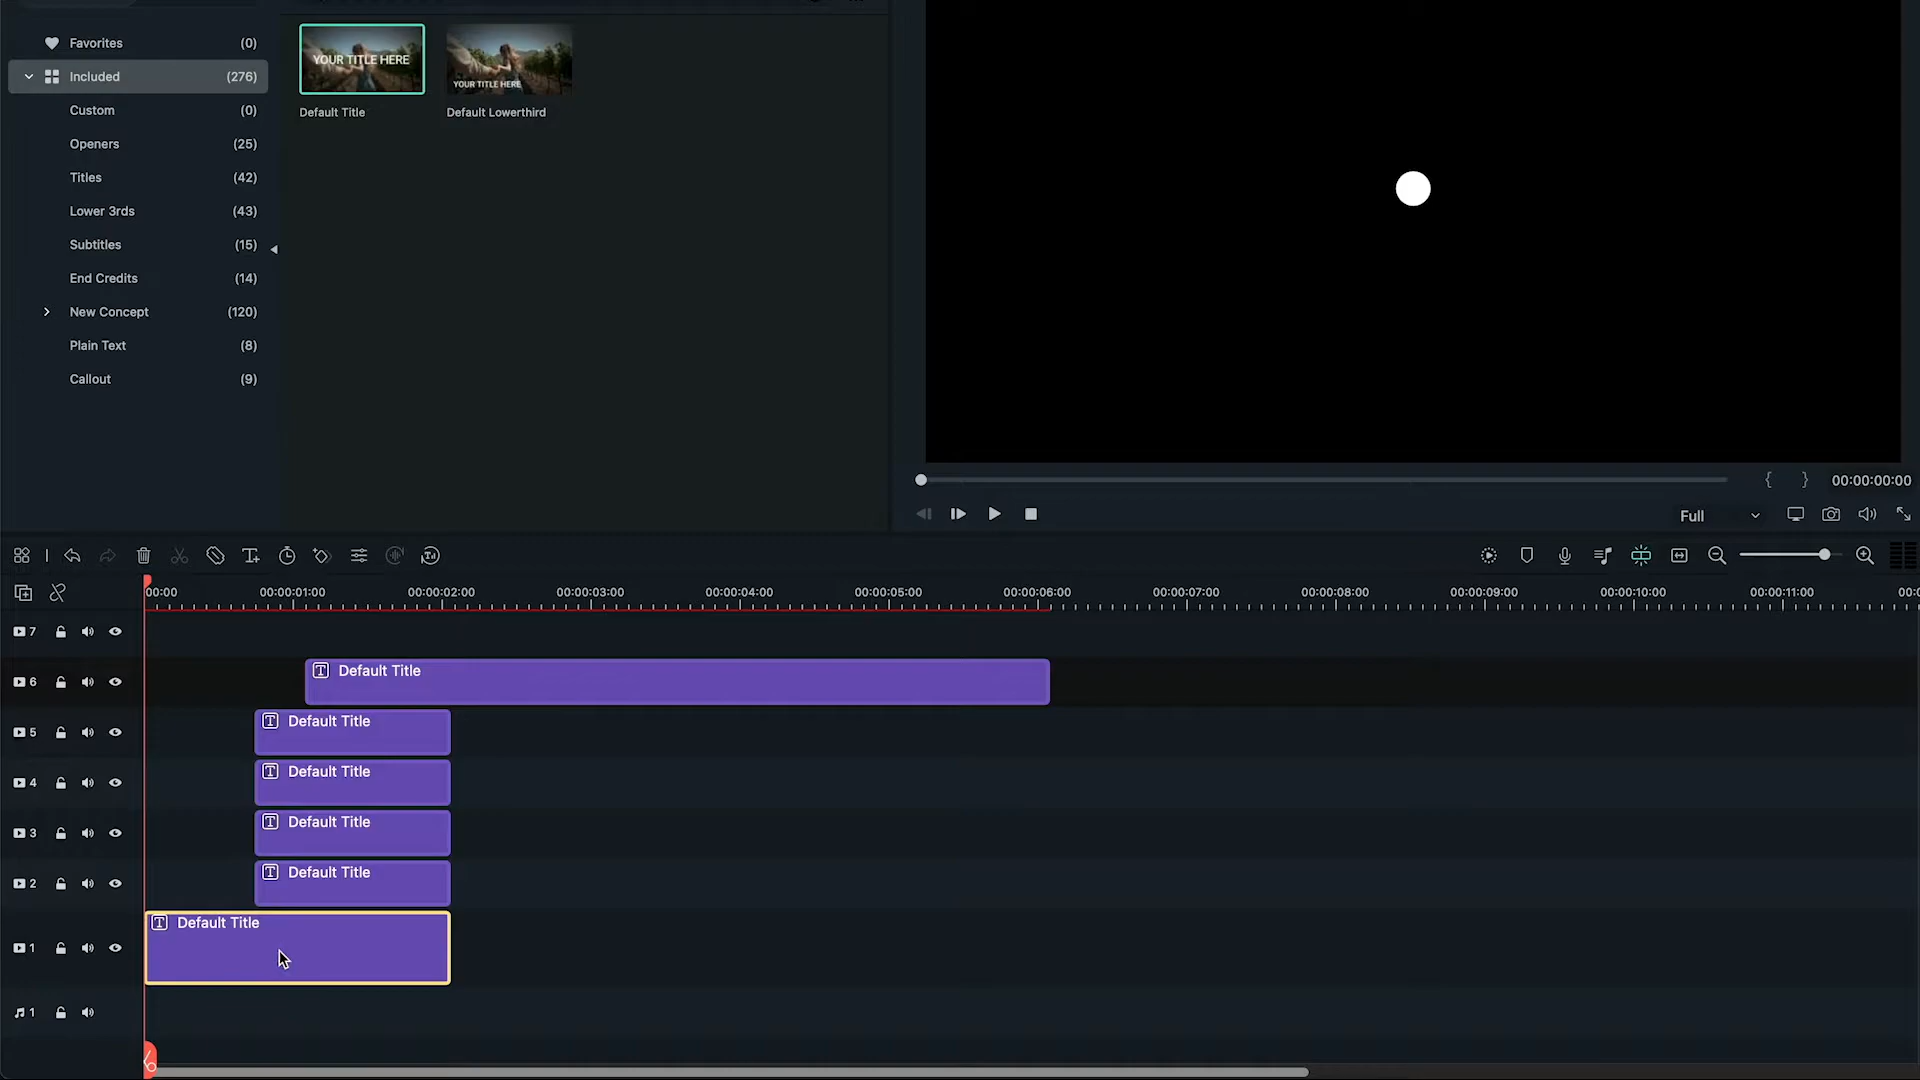 Favorites (0)
Included (276)
Custom (0)
Openers (25)
Titles (42)
Lower 3rds (43)
Subtitles (15)
End Credits (14)
New Concept (120)
Plain Text (8)
Callout (9)
YOUR TITLE HERE
Default Title
YOUR TITLE HERE
Default Lowerthird
{ } 00:00:00:00
Full
00:00 00:00:01:00 00:00:02:00 00:00:03:00 00:00:04:00 00:00:05:00 00:00:06:00 00:00:07:00 00:00:08:00 00:00:09:00 00:00:10:00 00:00:11:00 00:0
7
6 T Default Title
5 T Default Title
4 T Default Title
3 T Default Title
2 T Default Title
1 T Default Title
1